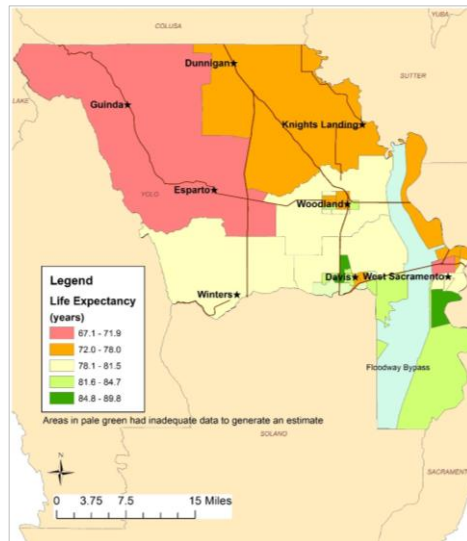 COLUSA
YUBA
Dunnigan
SUTTER
LAKE
Guinda
Knights Landing
Esparto
YOLO
Woodland
Davis
West Sacramento
Winters
Legend
Life Expectancy
(years)
67.1 - 71.9
72.0 - 78.0
78.1 - 81.5
81.6 - 84.7
84.8 - 89.8
Floodway Bypass
Areas in pale green had inadequate data to generate an estimate
SOLANO
SACRAMENTO
N
0 3.75 7.5 15 Miles